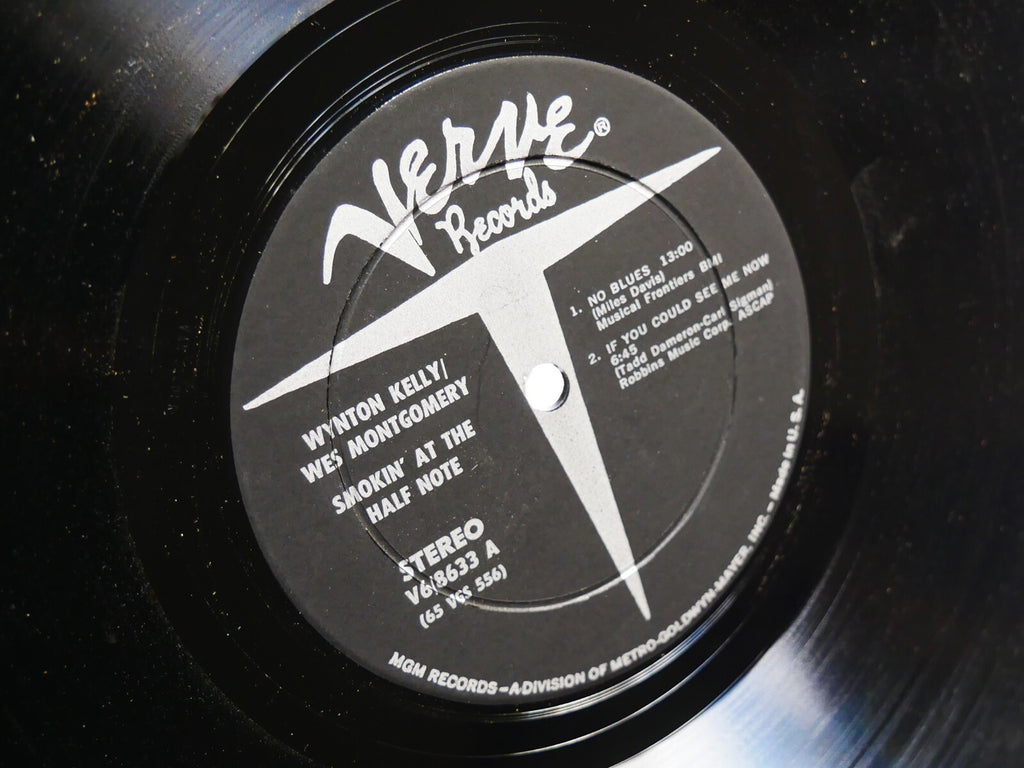 Verve®
Records
1. NO BLUES 13:00
(Miles Davis)
Musical Frontiers BMI
2. IF YOU COULD SEE ME NOW
6:45
(Tadd Dameron-Carl Sigman)
Robbins Music Corp. ASCAP
WYNTON KELLY/
WES MONTGOMERY
SMOKIN' AT THE
HALF NOTE
STEREO
V6/8633 A
(65 VGS 556)
MGM RECORDS—A DIVISION OF METRO-GOLDWYN-MAYER, INC.—Made in U.S.A.